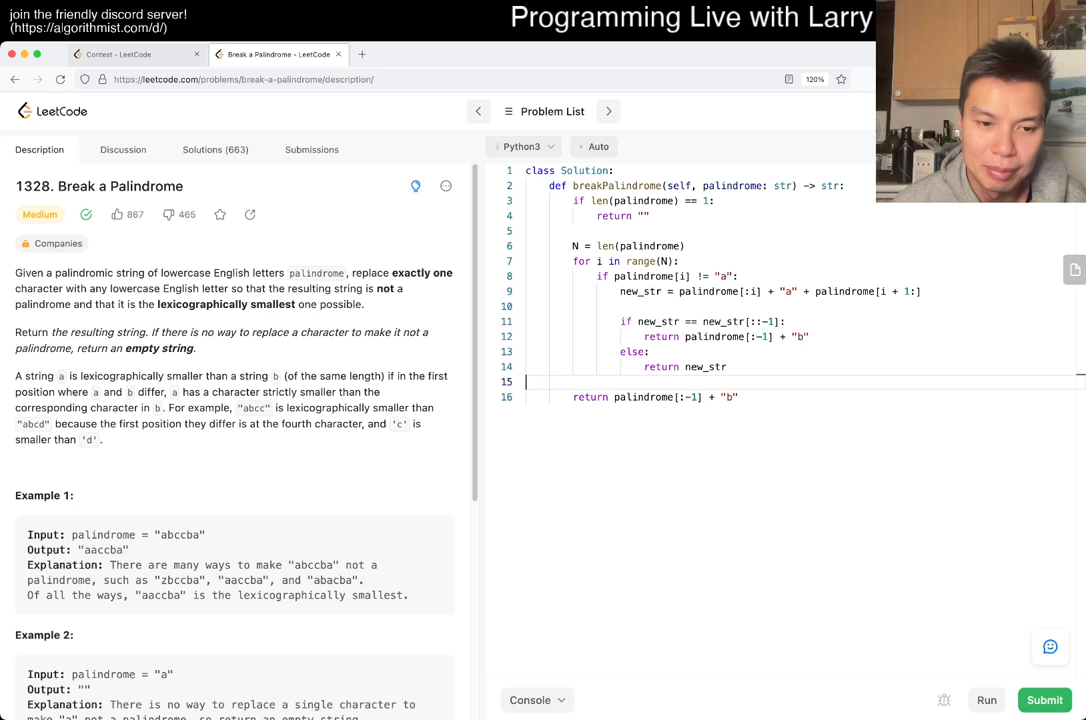 join the friendly discord server!
(https://algorithmist.com/d/)
Programming Live with Larry
Contest - LeetCode
Break a Palindrome - LeetCode
https://leetcode.com/problems/break-a-palindrome/description/
120%
LeetCode
Problem List
Description
Discussion
Solutions (663)
Submissions
i Python3
Auto
1328. Break a Palindrome
Medium
867
465
Companies
Given a palindromic string of lowercase English letters palindrome, replace exactly one
character with any lowercase English letter so that the resulting string is not a
palindrome and that it is the lexicographically smallest one possible.
Return the resulting string. If there is no way to replace a character to make it not a
palindrome, return an empty string.
A string a is lexicographically smaller than a string b (of the same length) if in the first
position where a and b differ, a has a character strictly smaller than the
corresponding character in b. For example, "abcc" is lexicographically smaller than
"abcd" because the first position they differ is at the fourth character, and 'c' is
smaller than 'd'.
Example 1:
Input: palindrome = "abccba"
Output: "aaccba"
Explanation: There are many ways to make "abccba" not a
palindrome, such as "zbccba", "aaccba", and "abacba".
Of all the ways, "aaccba" is the lexicographically smallest.
Example 2:
Input: palindrome = "a"
Output: ""
Explanation: There is no way to replace a single character to
make "a" not a palindrome, so return an empty string.
1 class Solution:
2 def breakPalindrome(self, palindrome: str) -> str:
3 if len(palindrome) == 1:
4 return ""
5
6 N = len(palindrome)
7 for i in range(N):
8 if palindrome[i] != "a":
9 new_str = palindrome[:i] + "a" + palindrome[i + 1:]
10
11 if new_str == new_str[::-1]:
12 return palindrome[:-1] + "b"
13 else:
14 return new_str
15
16 return palindrome[:-1] + "b"
Console
Run
Submit